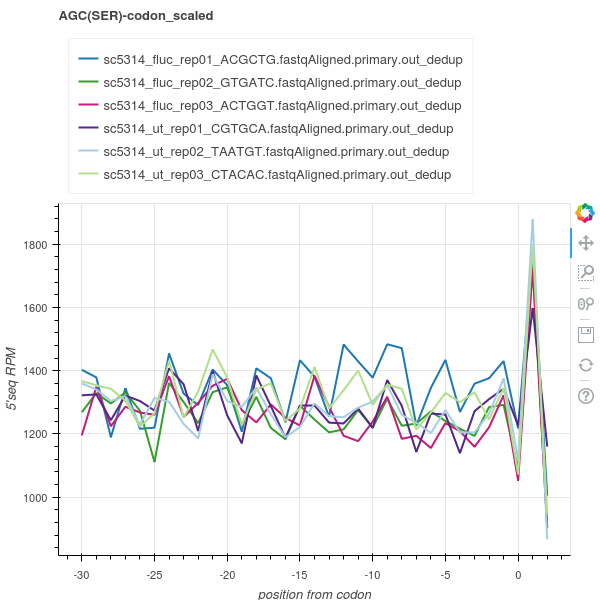 AGC(SER)-codon_scaled
sc5314_fluc_rep01_ACGCTG.fastqAligned.primary.out_dedup
sc5314_fluc_rep02_GTGATC.fastqAligned.primary.out_dedup
sc5314_fluc_rep03_ACTGGT.fastqAligned.primary.out_dedup
sc5314_ut_rep01_CGTGCA.fastqAligned.primary.out_dedup
sc5314_ut_rep02_TAATGT.fastqAligned.primary.out_dedup
sc5314_ut_rep03_CTACAC.fastqAligned.primary.out_dedup
1800
1600
1400
1200
1000
5'seq RPM
-30 -25 -20 -15 -10 -5 0
position from codon